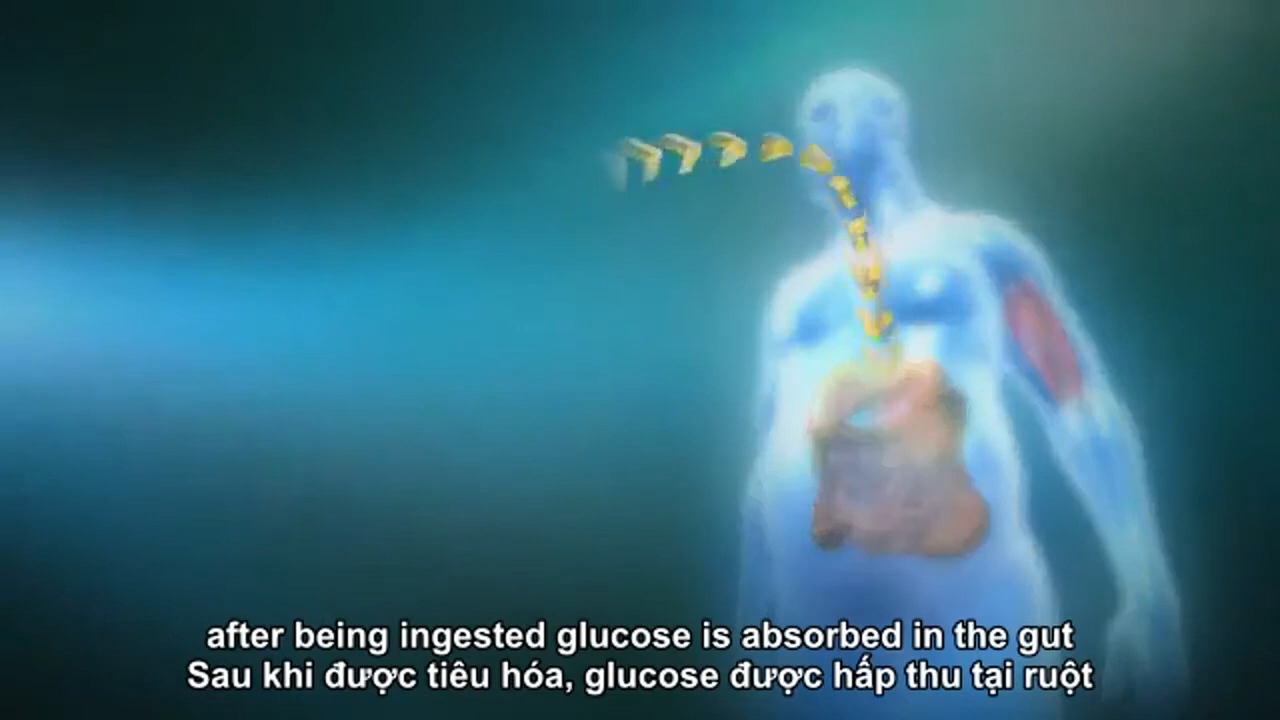 after being ingested glucose is absorbed in the gut
Sau khi được tiêu hóa, glucose được hấp thu tại ruột